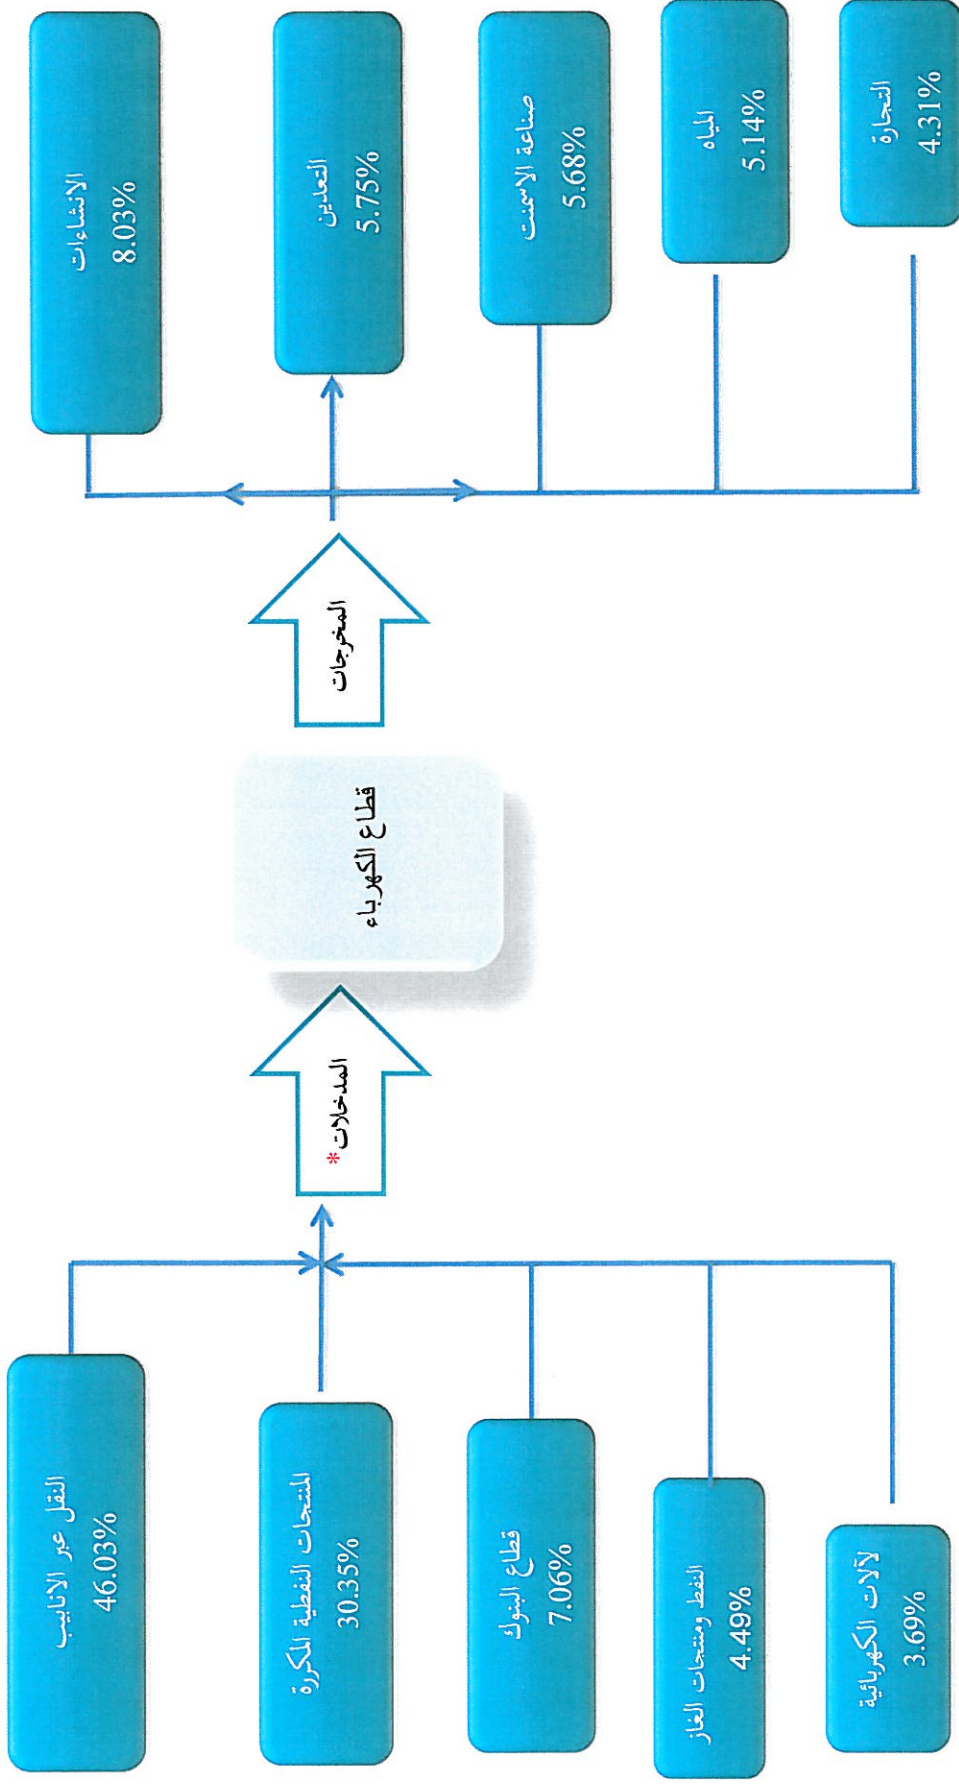 النقل عبر الانابيب
46.03%
المنتجات النفطية المكررة
30.35%
قطاع البنوك
7.06%
النفط ومنتجات الغاز
4.49%
لآلات الكهربائية
3.69%
المدخلات*
قطاع الكهرباء
المخرجات
الانشاءات
8.03%
التعدين
5.75%
صناعة الاسمنت
5.68%
المياه
5.14%
التجارة
4.31%